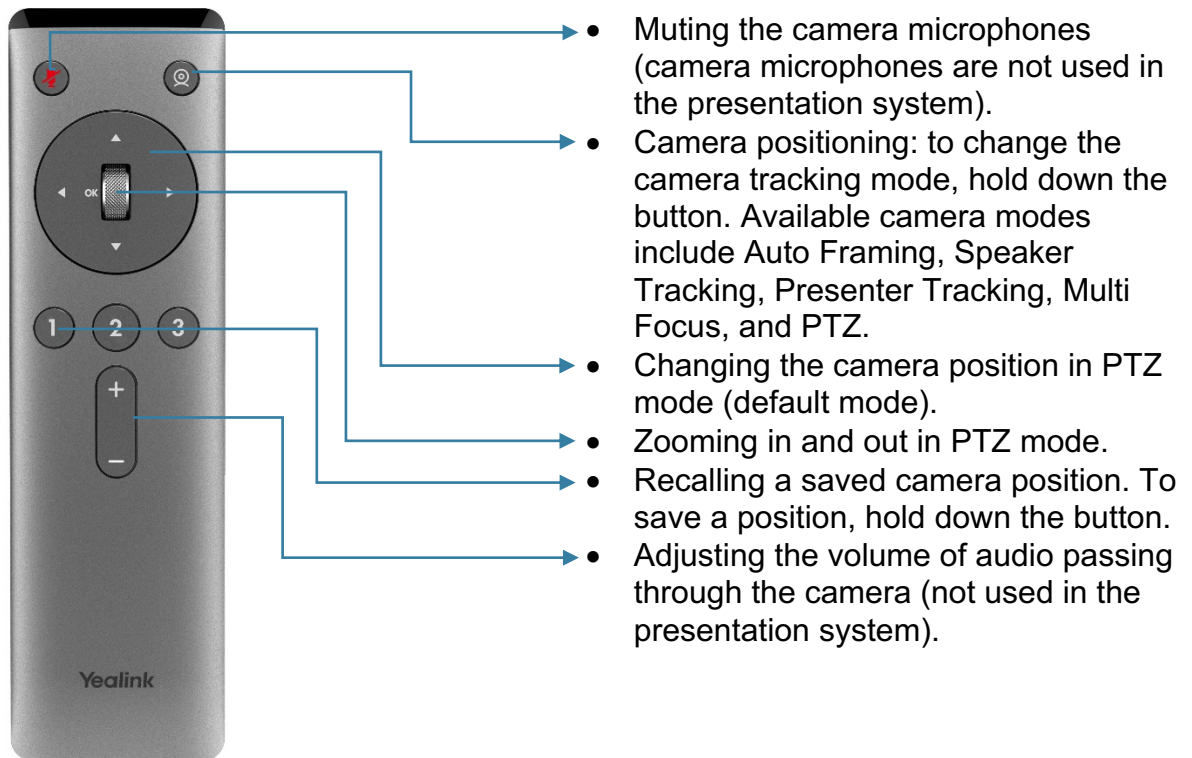 • Muting the camera microphones
(camera microphones are not used in
the presentation system).
• Camera positioning: to change the
camera tracking mode, hold down the
button. Available camera modes
include Auto Framing, Speaker
Tracking, Presenter Tracking, Multi
Focus, and PTZ.
OK
• Changing the camera position in PTZ
mode (default mode).
• Zooming in and out in PTZ mode.
1 2 3
• Recalling a saved camera position. To
save a position, hold down the button.
+
−
• Adjusting the volume of audio passing
through the camera (not used in the
presentation system).
Yealink